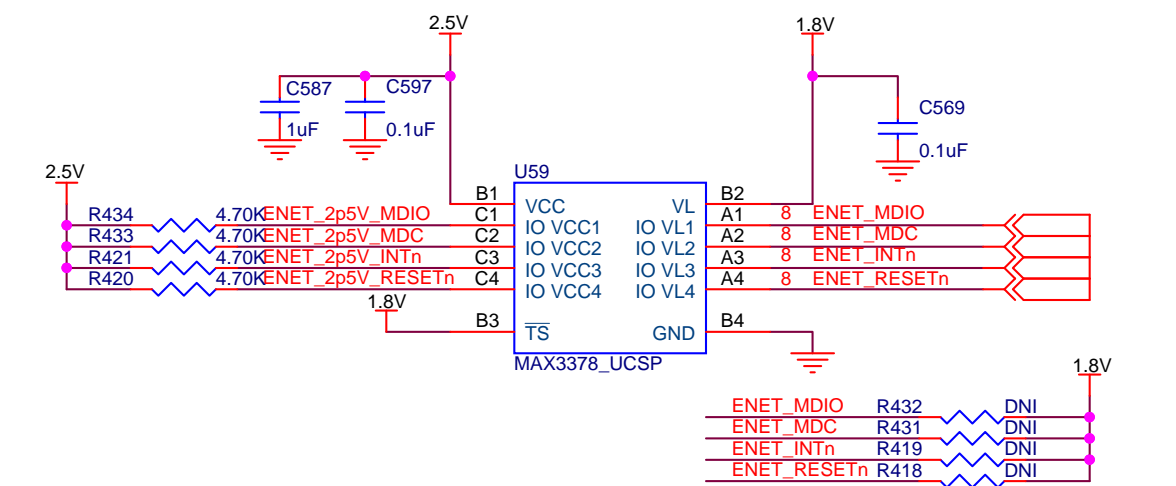 2.5V
1.8V
C587
C597
1uF
0.1uF
C569
0.1uF
2.5V
U59
B1
VCC
VL
B2
R434 4.70K ENET_2p5V_MDIO C1 IO VCC1 IO VL1 A1 8 ENET_MDIO
R433 4.70K ENET_2p5V_MDC C2 IO VCC2 IO VL2 A2 8 ENET_MDC
R421 4.70K ENET_2p5V_INTn C3 IO VCC3 IO VL3 A3 8 ENET_INTn
R420 4.70K ENET_2p5V_RESETn C4 IO VCC4 IO VL4 A4 8 ENET_RESETn
1.8V
B3 TS GND B4
MAX3378_UCSP
1.8V
ENET_MDIO R432 DNI
ENET_MDC R431 DNI
ENET_INTn R419 DNI
ENET_RESETn R418 DNI